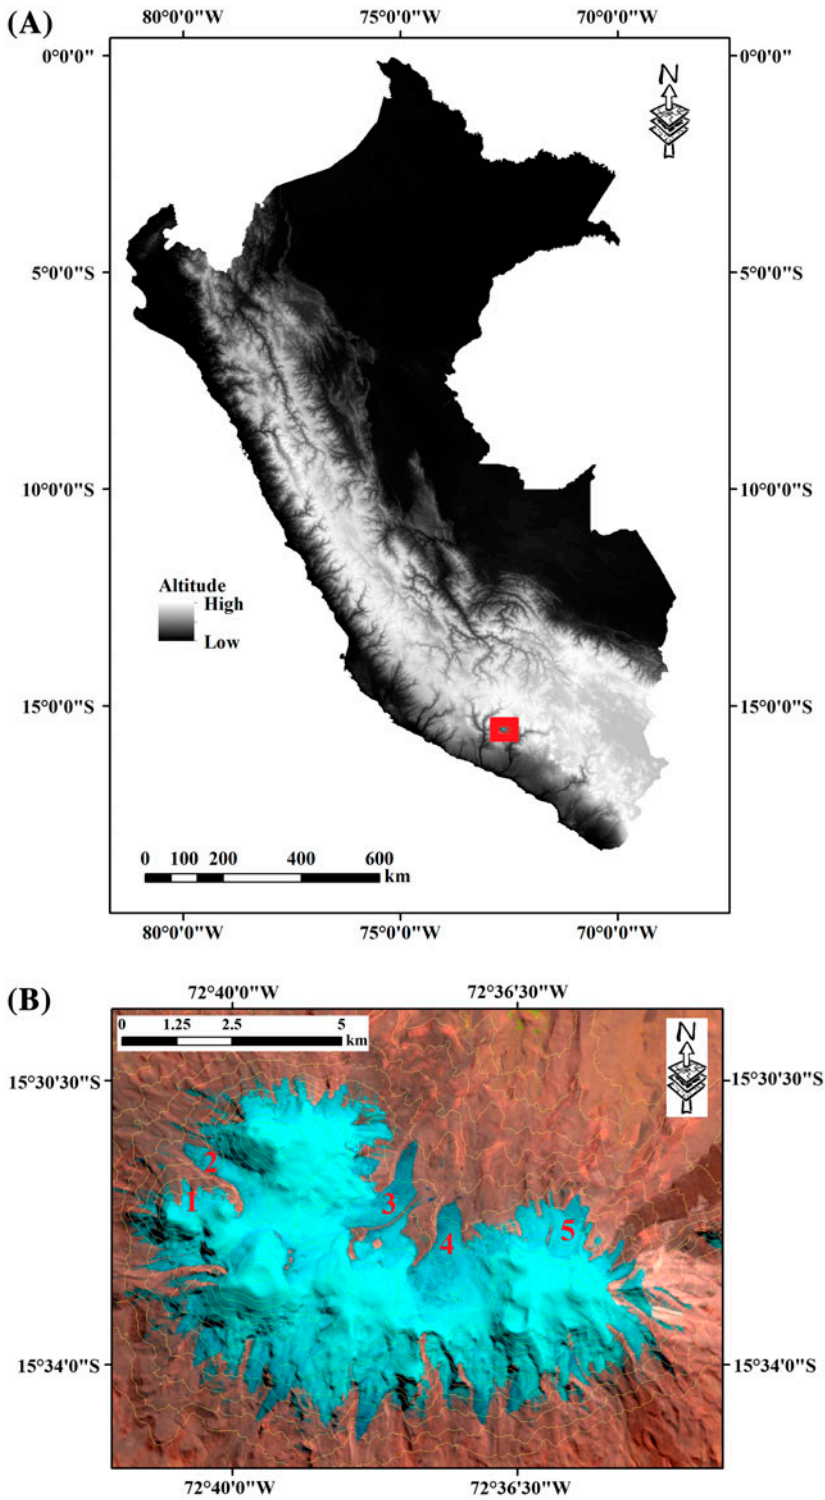 (A)
80°0'0"W 75°0'0"W 70°0'0"W
0°0'0" 0°0'0"
N
5°0'0"S 5°0'0"S
10°0'0"S 10°0'0"S
Altitude
High
Low
15°0'0"S 15°0'0"S
0 100 200 400 600
km
80°0'0"W 75°0'0"W 70°0'0"W
(B)
72°40'0"W 72°36'30"W
0 1.25 2.5 5
km
N
15°30'30"S 15°30'30"S
2
1
3
4
5
15°34'0"S 15°34'0"S
72°40'0"W 72°36'30"W